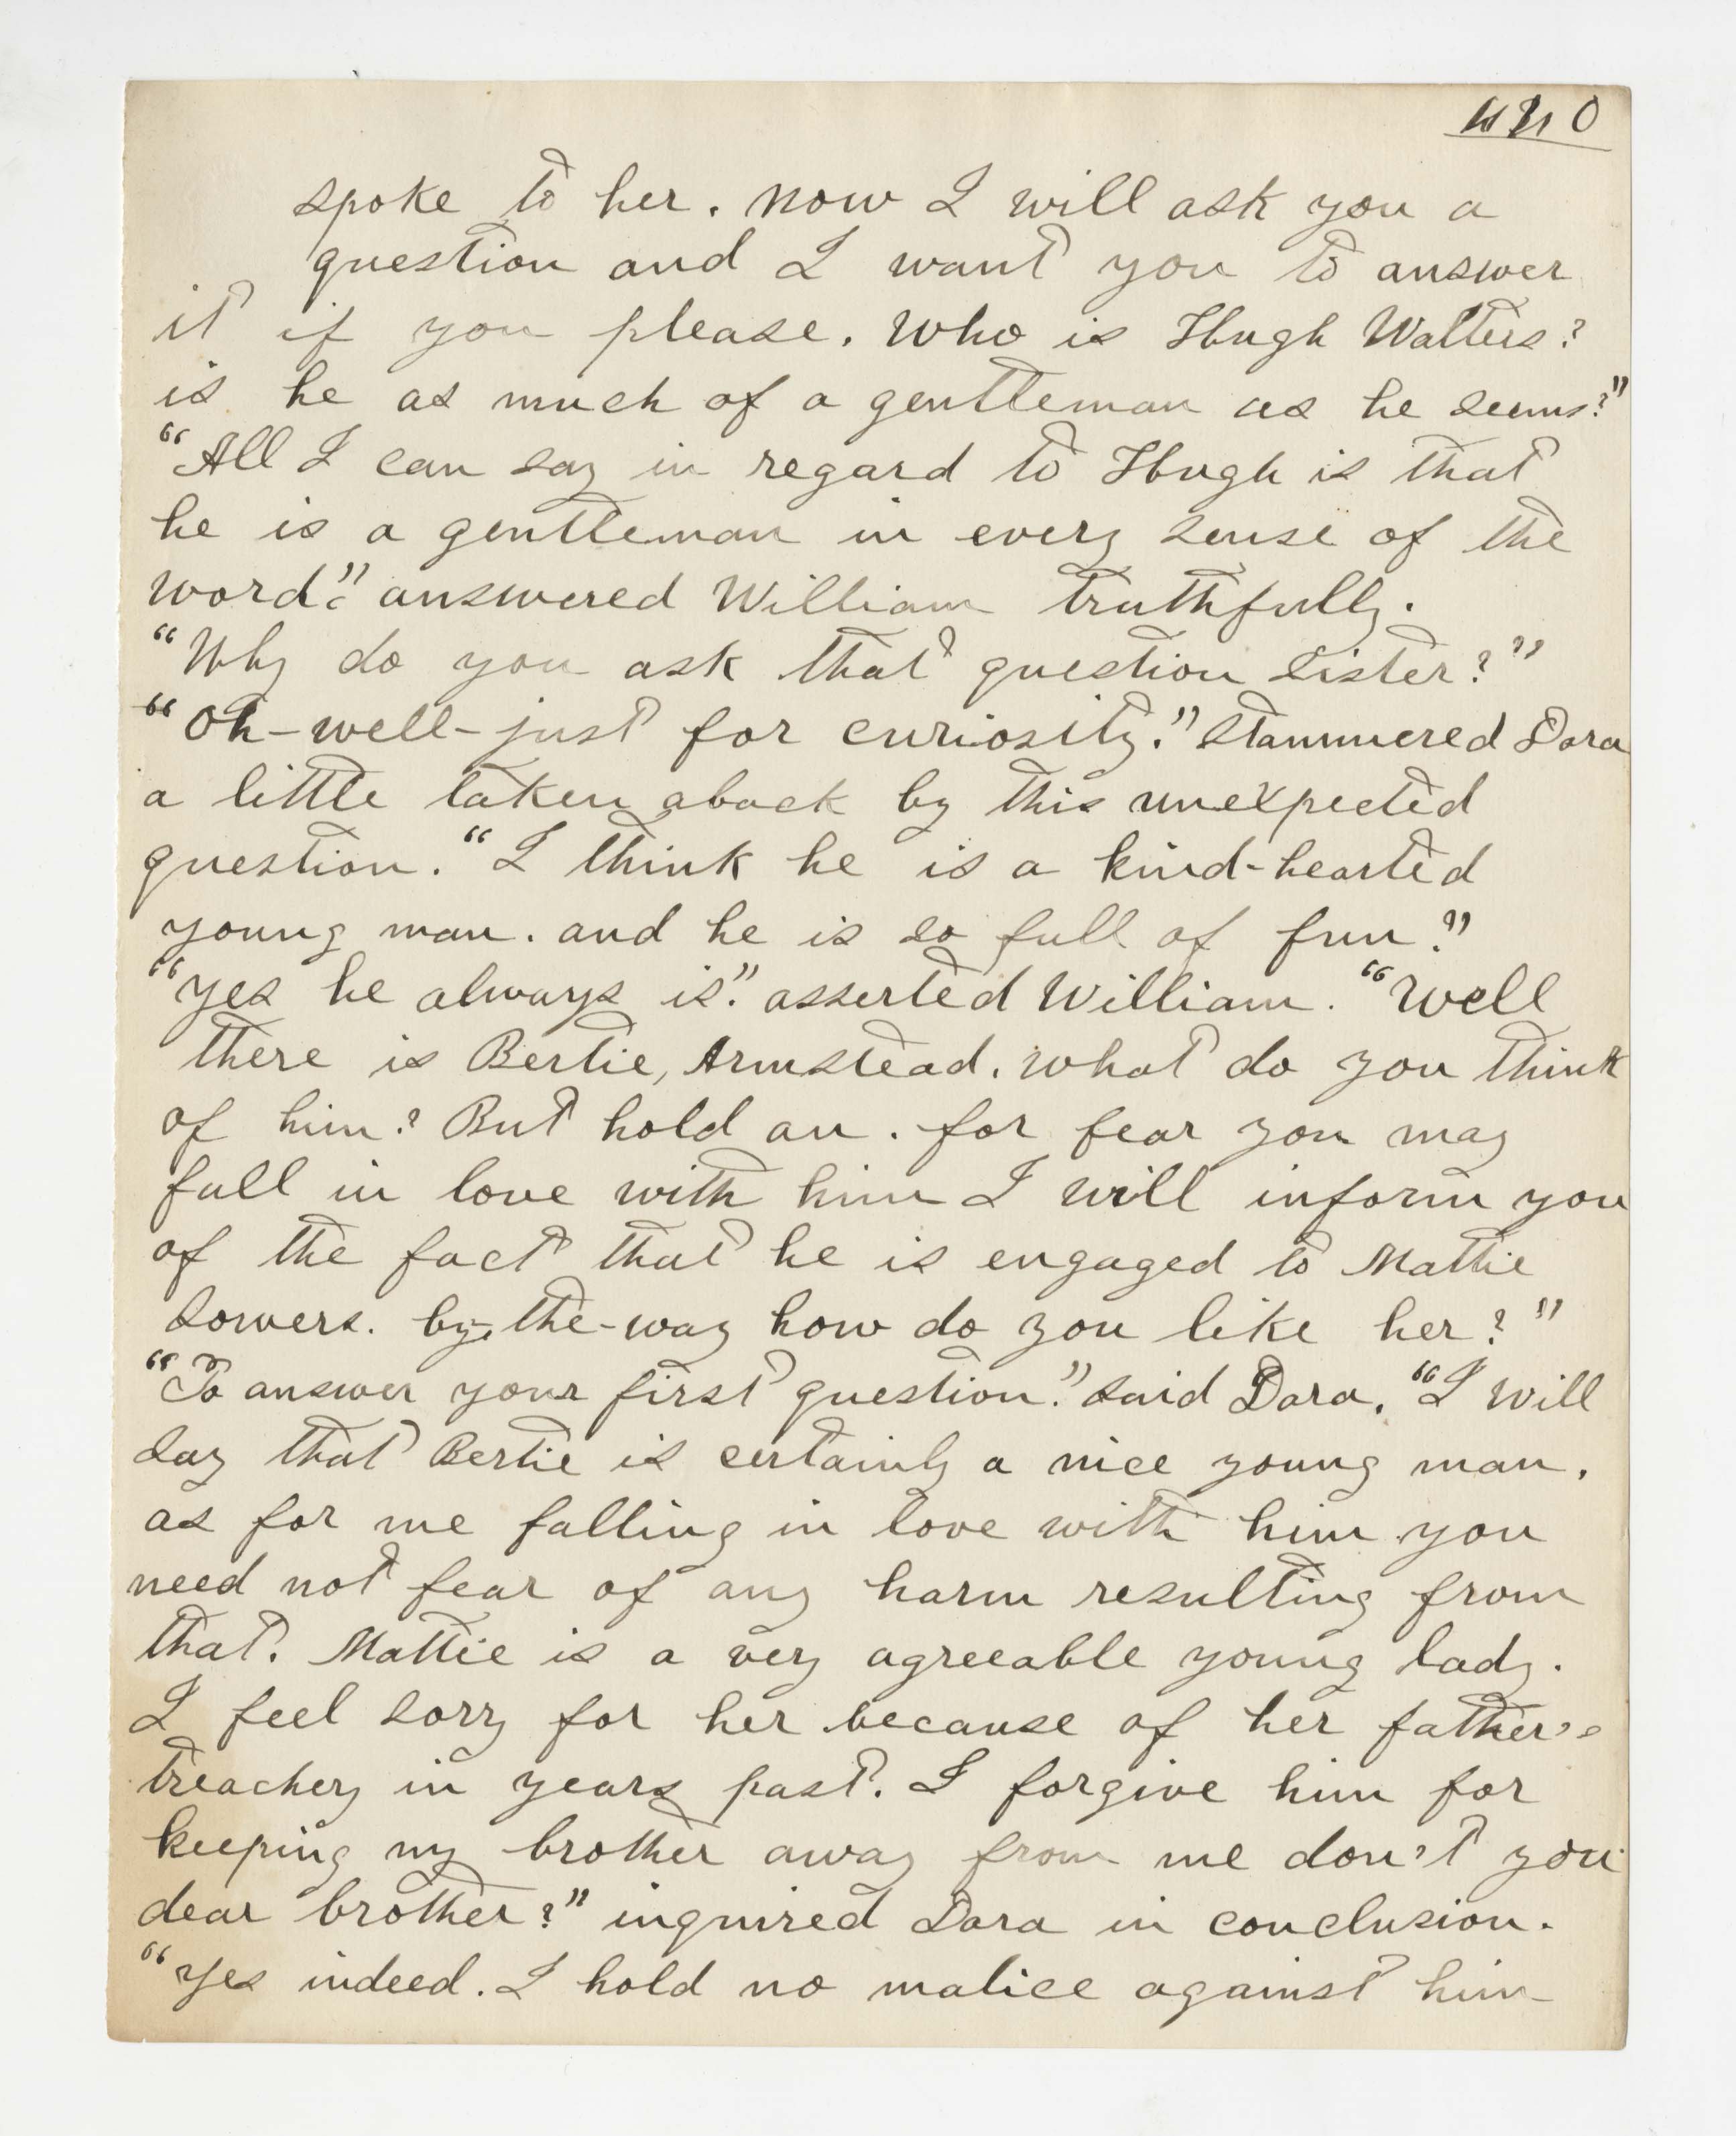 spoke to her. Now I will ask you a
question and I want you to answer
it if you please. Who is Hugh Walters?
is he as much of a gentleman as he seems?"
"All I can say in regard to Hugh is that
he is a gentleman in every sense of the
word." answered William truthfully.
"Why do you ask that question Sister?"
"Oh-well-just for curiosity." Stammered Dora
a little taken aback by this unexpected
question. "I think he is a kind-hearted
young man. and he is so full of fun."
"Yes he always is." asserted William. "Well
there is Bertie, Armstead. What do you think
of him? But hold on. for fear you may
fall in love with him I will inform you
of the fact that he is engaged to Mattie
Sowers. by-the-way how do you like her?"
"To answer your first question." Said Dora. "I will
say that Bertie is certainly a nice young man.
as for me falling in love with him you
need not fear of any harm resulting from
that. Mattie is a very agreeable young lady.
I feel sorry for her because of her father's
treachery in years past. I forgive him for
keeping my brother away from me don't you
dear brother?" inquired Dora in conclusion.
"Yes indeed. I hold no malice against him